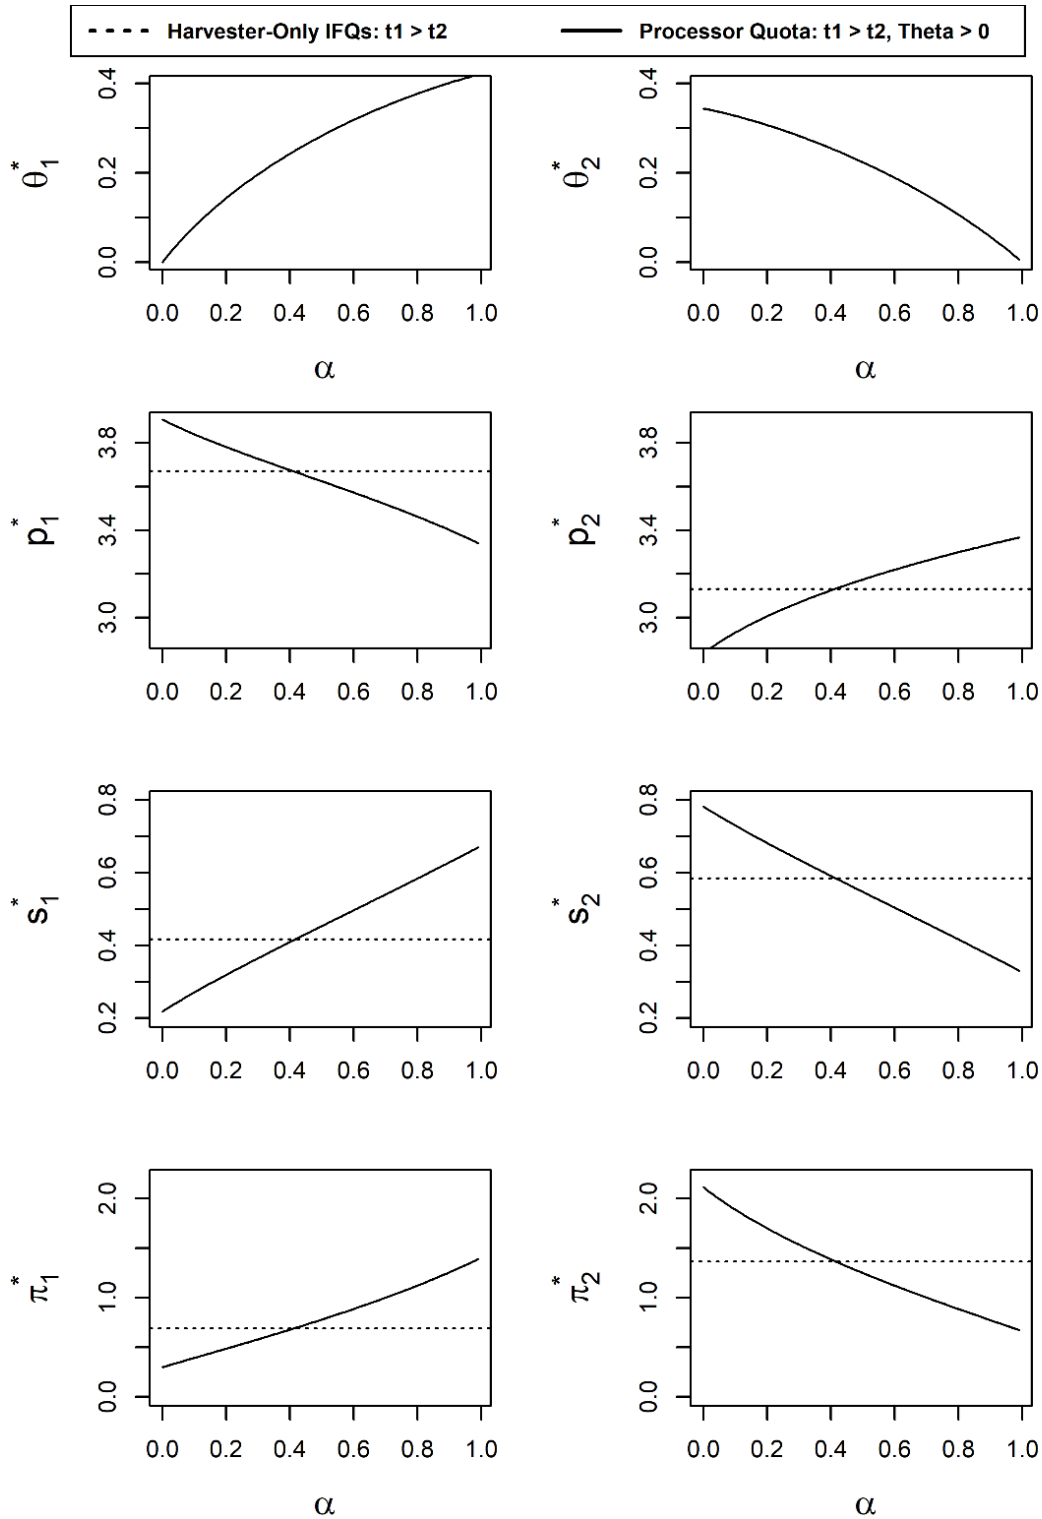 Harvester-Only IFQs: t1 > t2 Processor Quota: t1 > t2, Theta > 0
θ₁* 0.0 0.2 0.4 θ₂* 0.0 0.2 0.4
0.0 0.2 0.4 0.6 0.8 1.0 0.0 0.2 0.4 0.6 0.8 1.0
α α
p₁* 3.0 3.4 3.8 p₂* 3.0 3.4 3.8
0.0 0.2 0.4 0.6 0.8 1.0 0.0 0.2 0.4 0.6 0.8 1.0
s₁* 0.2 0.4 0.6 0.8 s₂* 0.2 0.4 0.6 0.8
0.0 0.2 0.4 0.6 0.8 1.0 0.0 0.2 0.4 0.6 0.8 1.0
π₁* 0.0 1.0 2.0 π₂* 0.0 1.0 2.0
0.0 0.2 0.4 0.6 0.8 1.0 0.0 0.2 0.4 0.6 0.8 1.0
α α